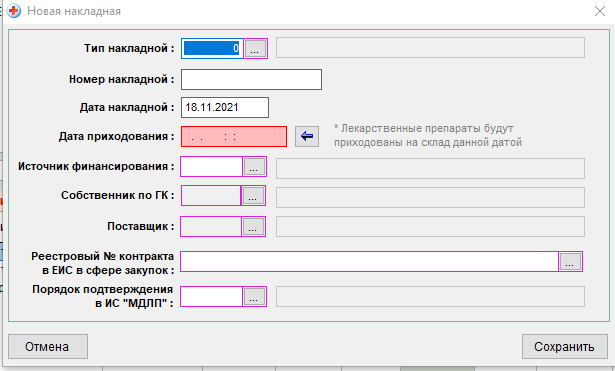 Новая накладная
Тип накладной : 0 ...
Номер накладной :
Дата накладной : 18.11.2021
Дата приходования : . . : :
* Лекарственные препараты будут
приходованы на склад данной датой
Источник финансирования : ...
Собственник по ГК : ...
Поставщик : ...
Реестровый № контракта
в ЕИС в сфере закупок : ...
Порядок подтверждения
в ИС "МДЛП" : ...
Отмена
Сохранить